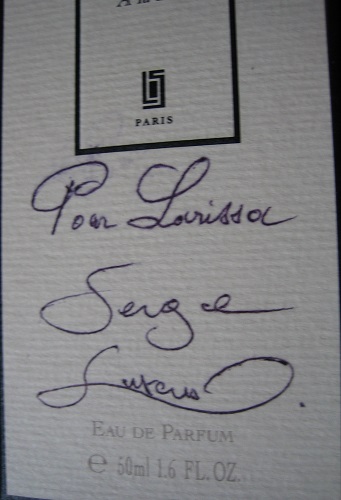 PARIS
Pour Larissa
Serge
Lutens
EAU DE PARFUM
℮ 50ml 1.6 FL.OZ.